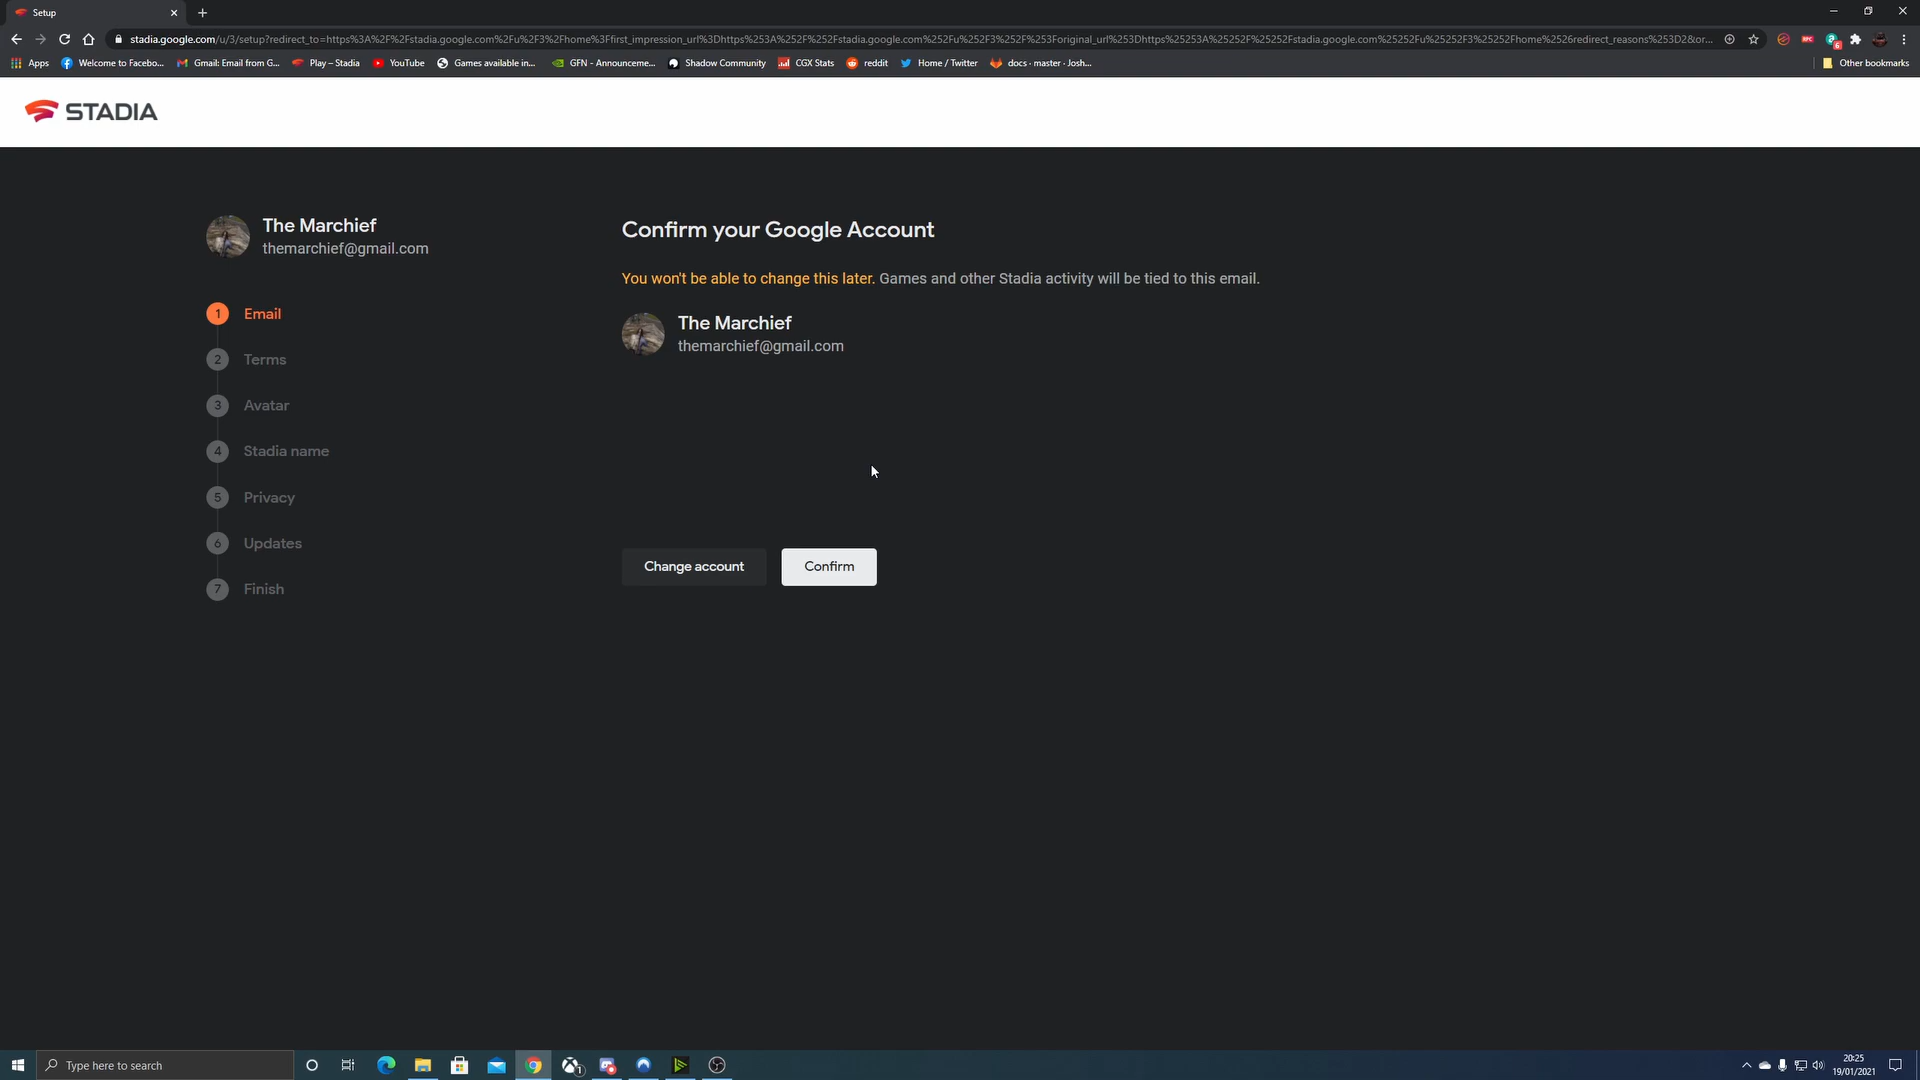 Setup
stadia.google.com/u/3/setup?redirect_to=https%3A%2F%2Fstadia.google.com%2Fu%2F3%2Fhome%3Ffirst_impression_url%3Dhttps%253A%252F%252Fstadia.google.com%252Fu%252F3%252F%253Foriginal_url%253Dhttps%25253A%25252F%25252Fstadia.google.com%25252Fu%25252F3%25252Fhome%2526redirect_reasons%253D2&or...
Apps Welcome to Facebo... Gmail: Email from G... Play – Stadia YouTube Games available in... GFN - Announceme... Shadow Community CGX Stats reddit Home / Twitter docs · master · Josh... Other bookmarks
STADIA
The Marchief
themarchief@gmail.com
1 Email
2 Terms
3 Avatar
4 Stadia name
5 Privacy
6 Updates
7 Finish
Confirm your Google Account
You won't be able to change this later. Games and other Stadia activity will be tied to this email.
The Marchief
themarchief@gmail.com
Change account Confirm
Type here to search
20:25
19/01/2021